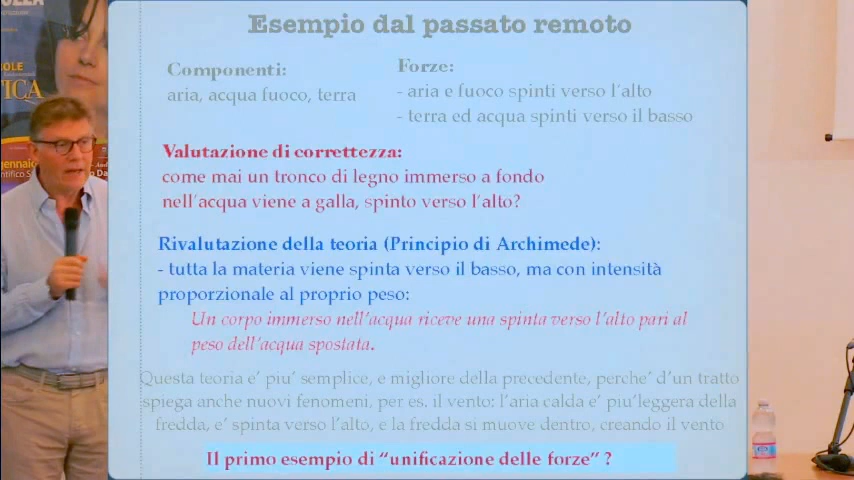 Esempio dal passato remoto
Componenti:
aria, acqua fuoco, terra
Forze:
- aria e fuoco spinti verso l'alto
- terra ed acqua spinti verso il basso
Valutazione di correttezza:
come mai un tronco di legno immerso a fondo
nell'acqua viene a galla, spinto verso l'alto?
Rivalutazione della teoria (Principio di Archimede):
- tutta la materia viene spinta verso il basso, ma con intensità
proporzionale al proprio peso:
Un corpo immerso nell'acqua riceve una spinta verso l'alto pari al
peso dell'acqua spostata.
Questa teoria e' piu' semplice, e migliore della precedente, perche' d'un tratto
spiega anche nuovi fenomeni, per es. il vento: l'aria calda e' piu'leggera della
fredda, e' spinta verso l'alto, e la fredda si muove dentro, creando il vento
Il primo esempio di "unificazione delle forze" ?